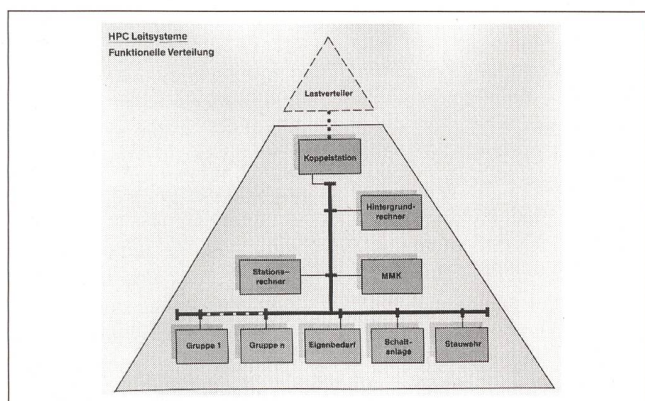 HPC Leitsysteme
Funktionelle Verteilung
Lastverteiler
Koppelstation
Hintergrund-
rechner
Stations-
rechner
MMK
Gruppe 1
Gruppe n
Eigenbedarf
Schalt-
anlage
Stauwehr